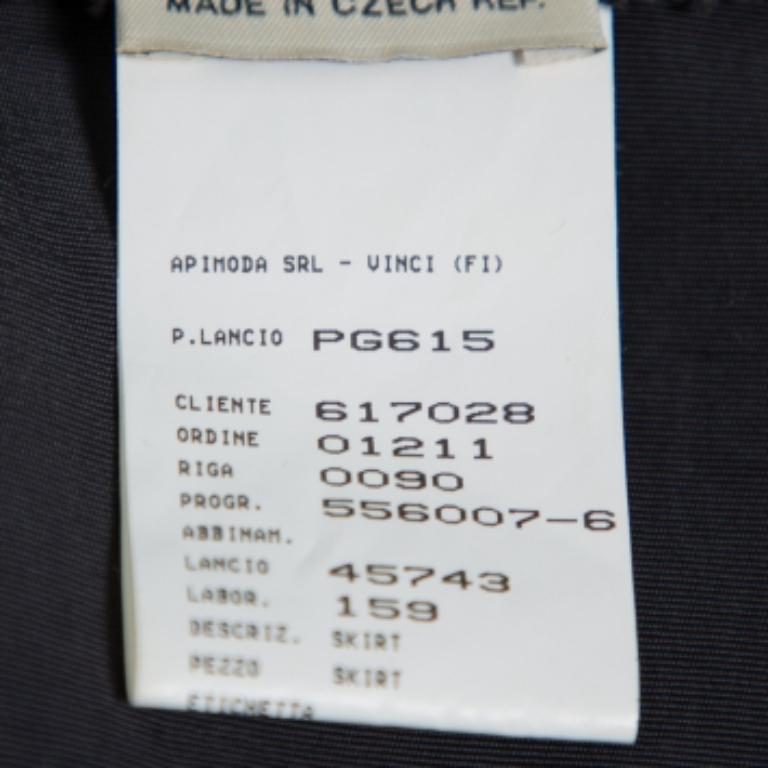 MADE IN CZECH REP.
APIMODA SRL - VINCI (FI)
P.LANCIO PG615
CLIENTE 617028
ORDINE 01211
RIGA 0090
PROGR. 556007-6
ABBINAM.
LANCIO 45743
LABOR. 159
DESCRIZ. SKIRT
PEZZO SKIRT
ETICHETTA